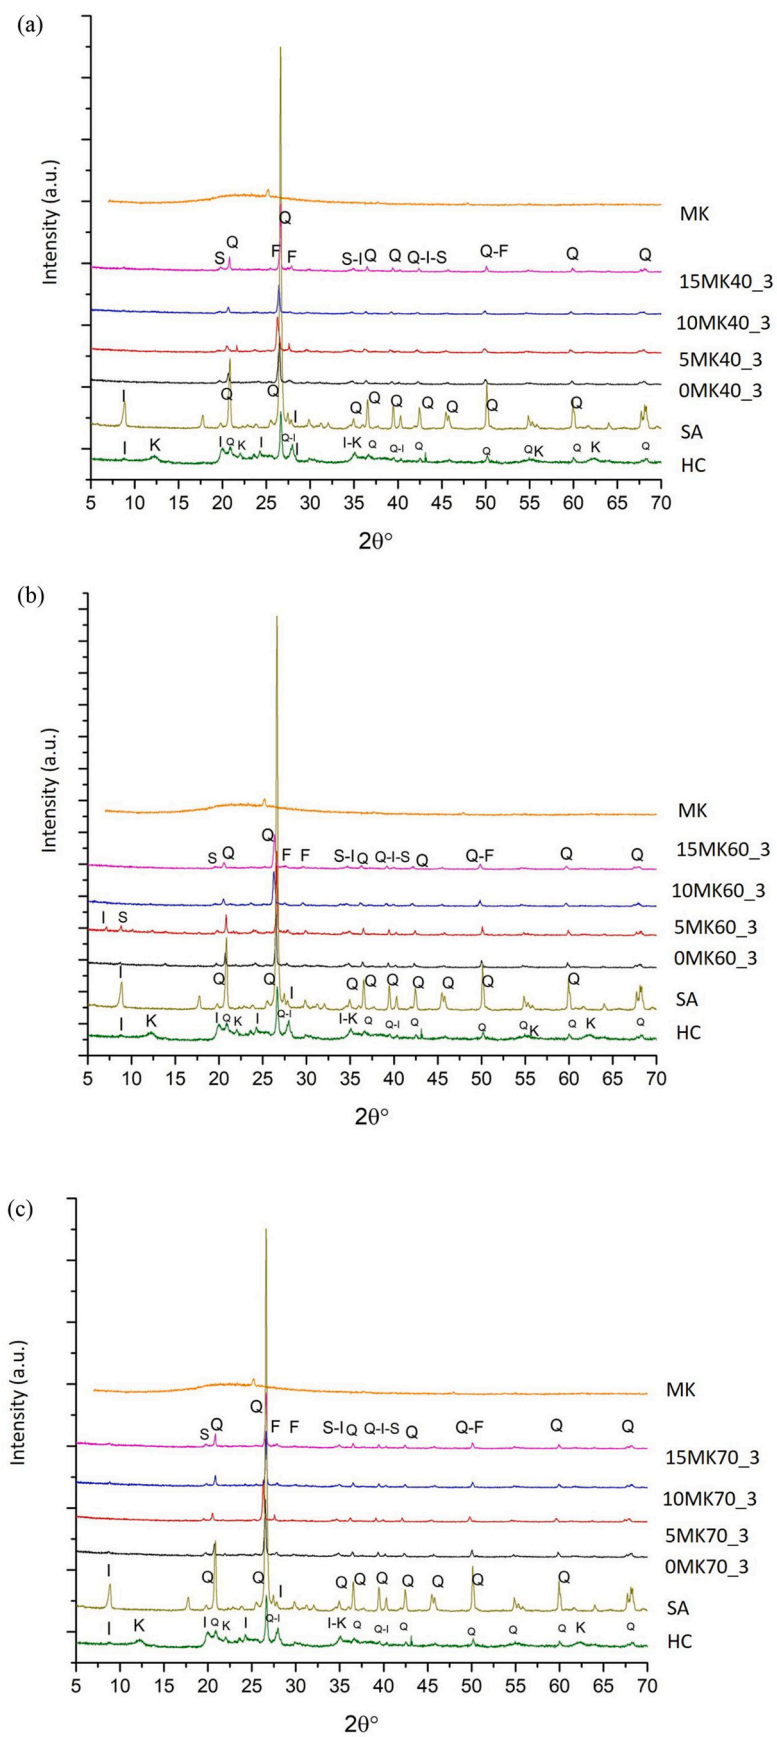 (a)
Intensity (a.u.)
MK
Q
S Q F F S-I Q Q Q-I-S Q-F Q Q
15MK40_3
10MK40_3
5MK40_3
0MK40_3
I Q Q I Q Q Q Q Q Q Q
SA
I K I Q K I Q-I I I-K Q Q-I Q Q Q K Q K Q
HC
5 10 15 20 25 30 35 40 45 50 55 60 65 70
2θ°
(b)
Intensity (a.u.)
MK
S Q Q F F S-I Q Q-I-S Q Q-F Q Q
15MK60_3
10MK60_3
I S
5MK60_3
0MK60_3
I Q Q I Q Q Q Q Q Q Q
SA
I K I Q K I Q-I I-K Q Q-I Q Q Q K Q K Q
HC
5 10 15 20 25 30 35 40 45 50 55 60 65 70
2θ°
(c)
Intensity (a.u.)
MK
Q
S Q F F S-I Q Q-I-S Q Q-F Q Q
15MK70_3
10MK70_3
5MK70_3
0MK70_3
I Q Q I Q Q Q Q Q Q Q
SA
I K I Q K I Q-I I-K Q Q-I Q Q Q Q K Q
HC
5 10 15 20 25 30 35 40 45 50 55 60 65 70
2θ°